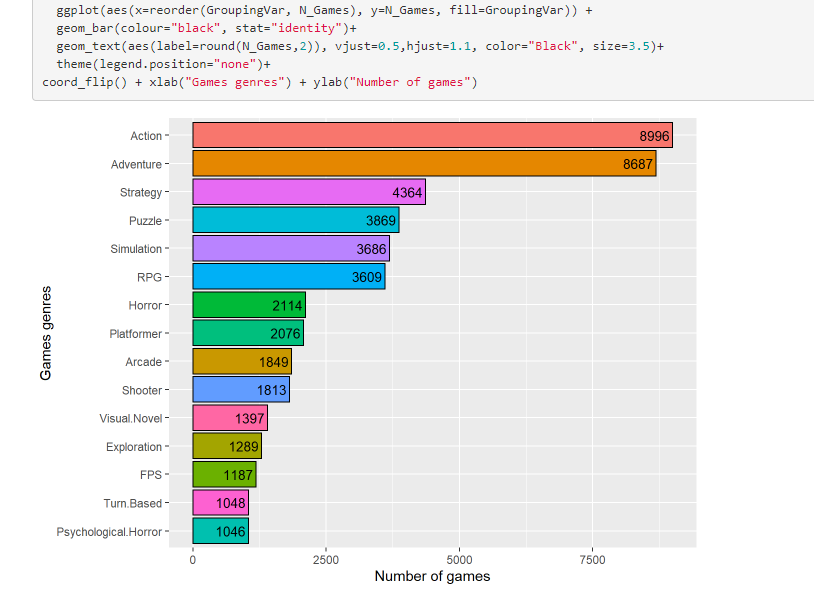 ggplot(aes(x=reorder(GroupingVar, N_Games), y=N_Games, fill=GroupingVar)) +
geom_bar(colour="black", stat="identity")+
geom_text(aes(label=round(N_Games,2)), vjust=0.5,hjust=1.1, color="Black", size=3.5)+
theme(legend.position="none")+
coord_flip() + xlab("Games genres") + ylab("Number of games")
Games genres
Action 8996
Adventure 8687
Strategy 4364
Puzzle 3869
Simulation 3686
RPG 3609
Horror 2114
Platformer 2076
Arcade 1849
Shooter 1813
Visual.Novel 1397
Exploration 1289
FPS 1187
Turn.Based 1048
Psychological.Horror 1046
0 2500 5000 7500
Number of games